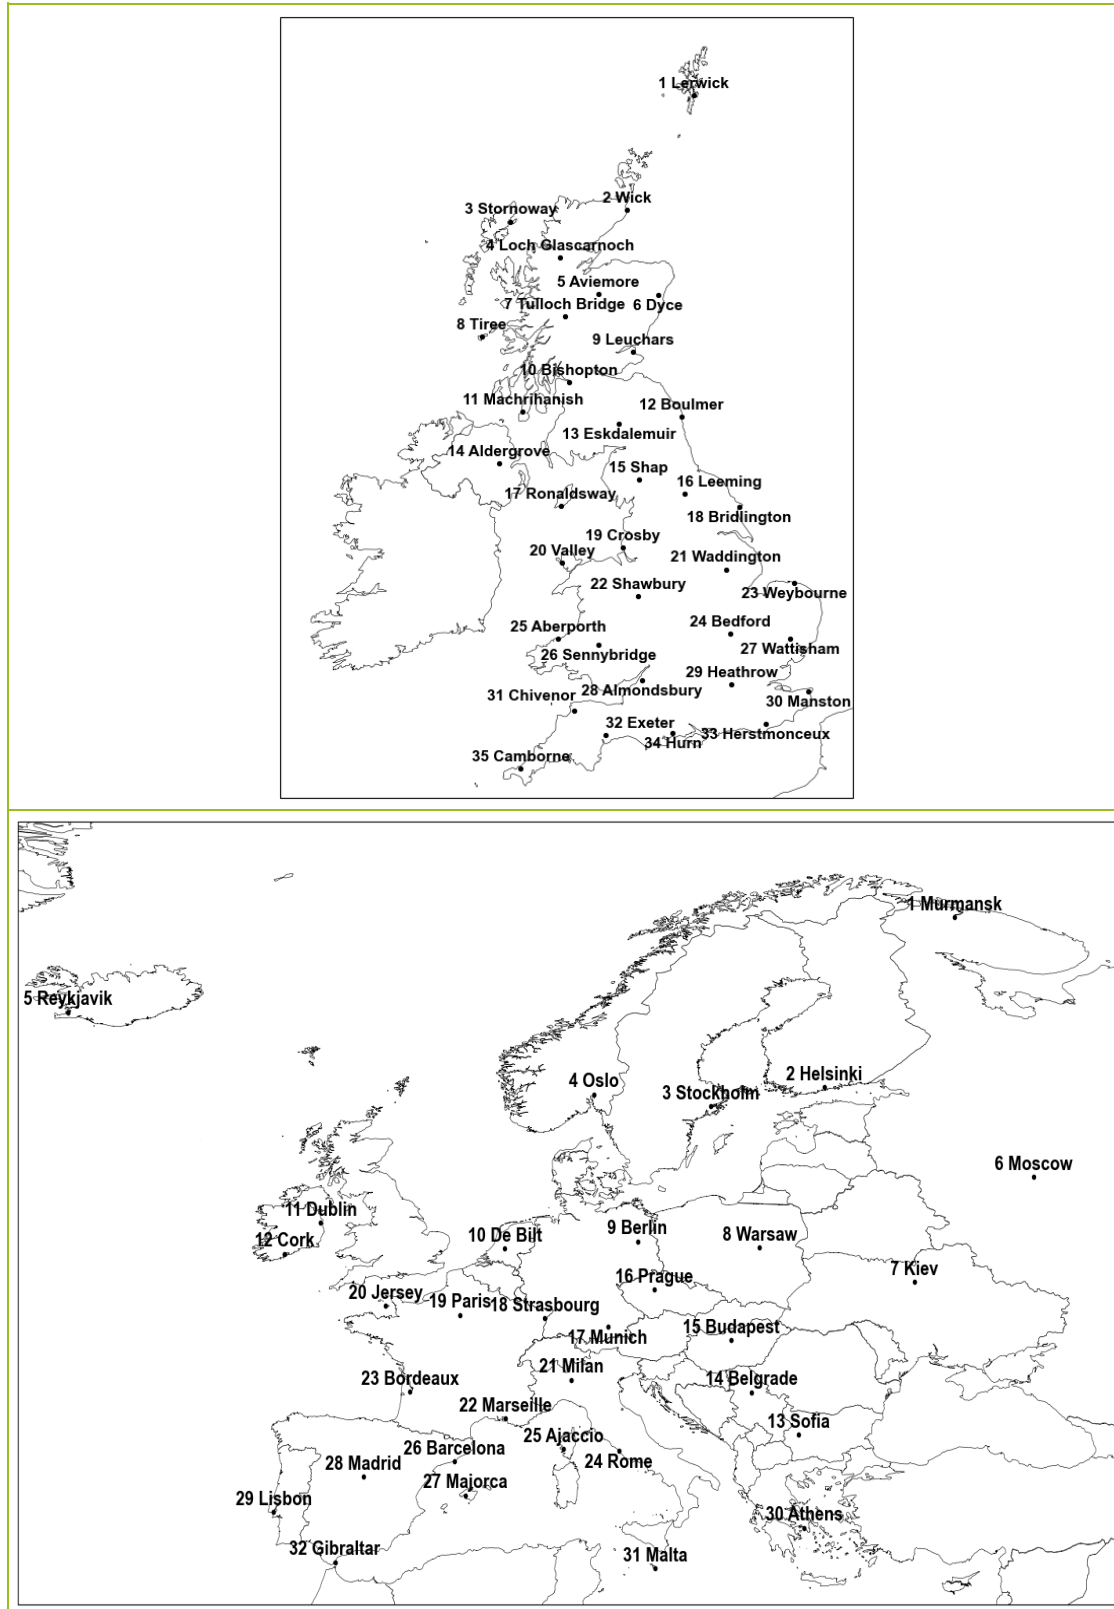 1 Lerwick
2 Wick
3 Stornoway
4 Loch Glascarnoch
5 Aviemore
7 Tulloch Bridge
6 Dyce
8 Tiree
9 Leuchars
10 Bishopton
11 Machrihanish
12 Boulmer
13 Eskdalemuir
14 Aldergrove
15 Shap
16 Leeming
17 Ronaldsway
18 Bridlington
19 Crosby
20 Valley
21 Waddington
22 Shawbury
23 Weybourne
24 Bedford
25 Aberporth
27 Wattisham
26 Sennybridge
29 Heathrow
28 Almondsbury
31 Chivenor
30 Manston
32 Exeter
33 Herstmonceux
34 Hurn
35 Camborne
1 Murmansk
5 Reykjavik
2 Helsinki
4 Oslo
3 Stockholm
6 Moscow
11 Dublin
9 Berlin
10 De Bilt
8 Warsaw
12 Cork
7 Kiev
16 Prague
20 Jersey
19 Paris
18 Strasbourg
15 Budapest
17 Munich
21 Milan
23 Bordeaux
14 Belgrade
22 Marseille
13 Sofia
25 Ajaccio
26 Barcelona
24 Rome
28 Madrid
27 Majorca
29 Lisbon
30 Athens
32 Gibraltar
31 Malta